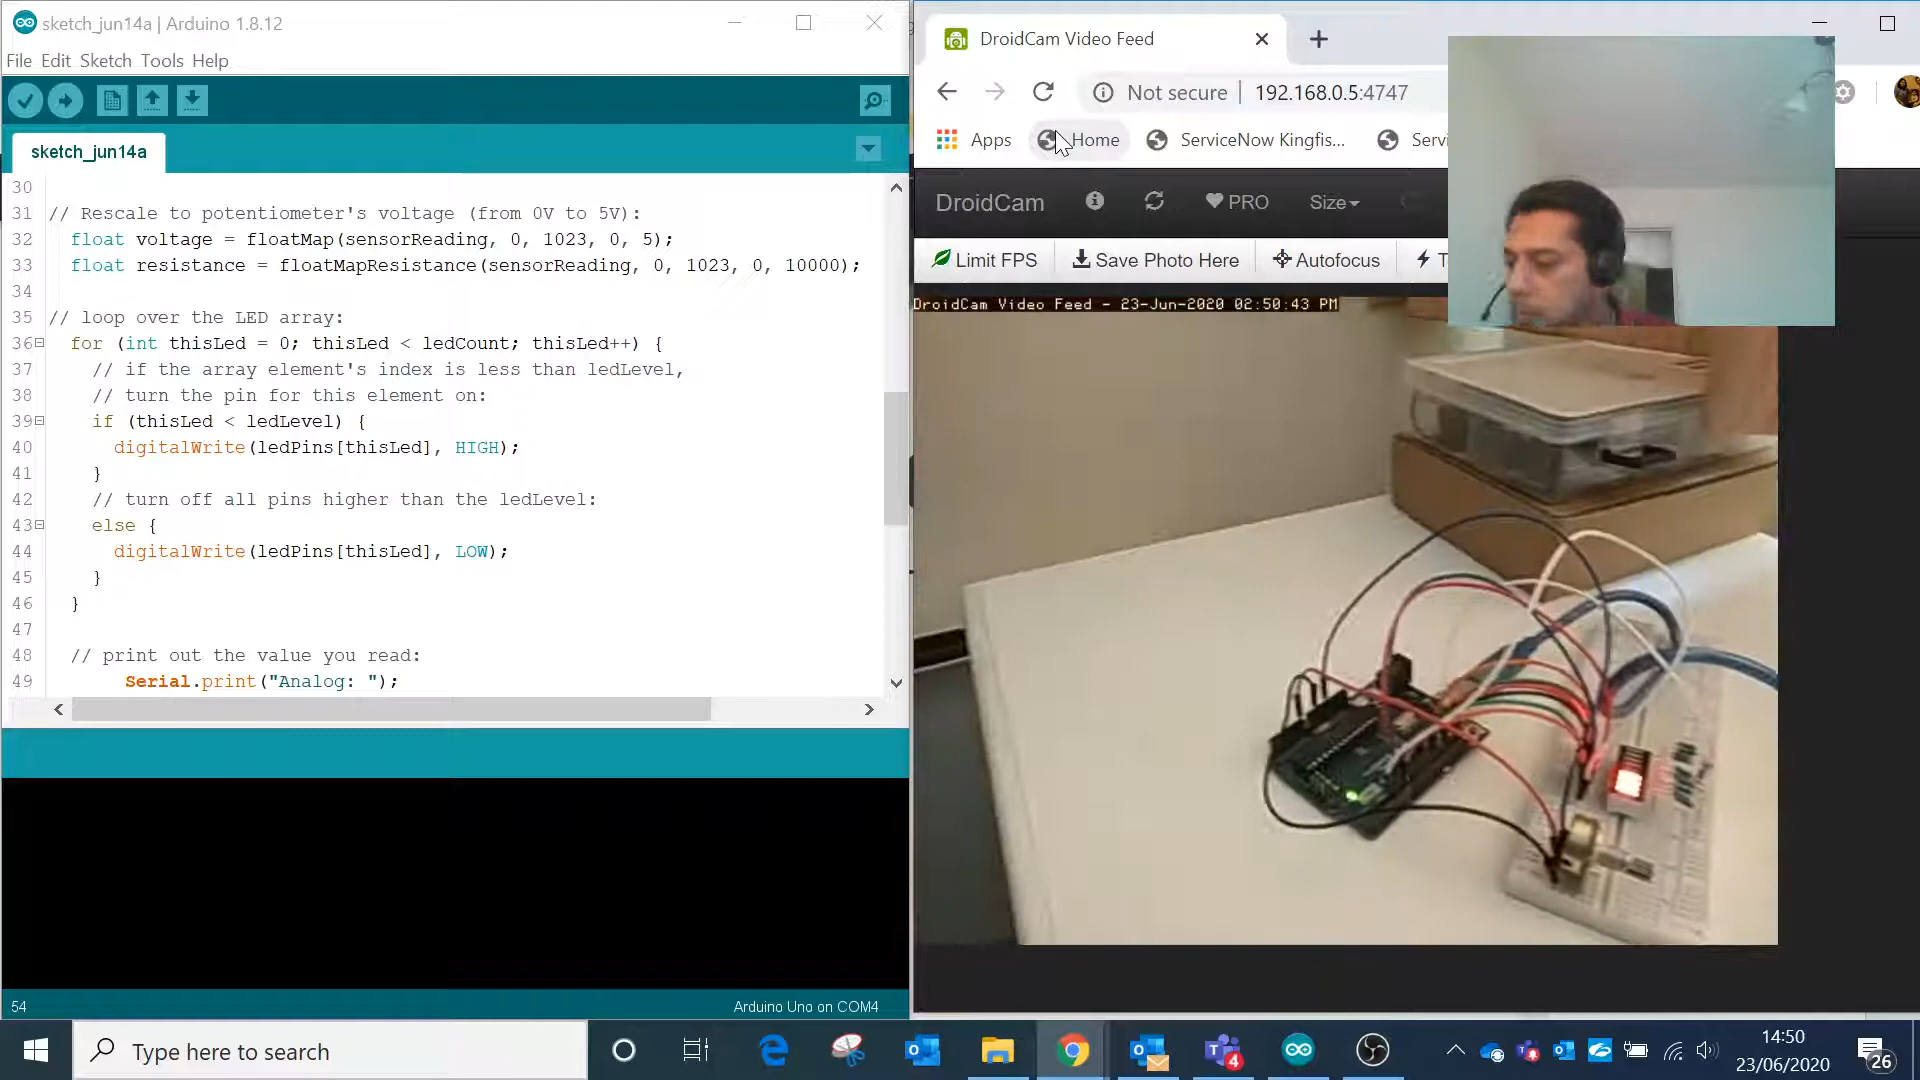 sketch_jun14a | Arduino 1.8.12
File Edit Sketch Tools Help
sketch_jun14a
30
31 // Rescale to potentiometer's voltage (from 0V to 5V):
32 float voltage = floatMap(sensorReading, 0, 1023, 0, 5);
33 float resistance = floatMapResistance(sensorReading, 0, 1023, 0, 10000);
34
35 // loop over the LED array:
36 for (int thisLed = 0; thisLed < ledCount; thisLed++) {
37 // if the array element's index is less than ledLevel,
38 // turn the pin for this element on:
39 if (thisLed < ledLevel) {
40 digitalWrite(ledPins[thisLed], HIGH);
41 }
42 // turn off all pins higher than the ledLevel:
43 else {
44 digitalWrite(ledPins[thisLed], LOW);
45 }
46 }
47
48 // print out the value you read:
49 Serial.print("Analog: ");
54
Arduino Uno on COM4
DroidCam Video Feed
Not secure | 192.168.0.5:4747
Apps Home ServiceNow Kingfis... Servi
DroidCam PRO Size
Limit FPS Save Photo Here Autofocus T
DroidCam Video Feed - 23-Jun-2020 02:50:43 PM
Type here to search
4
14:50
23/06/2020
26